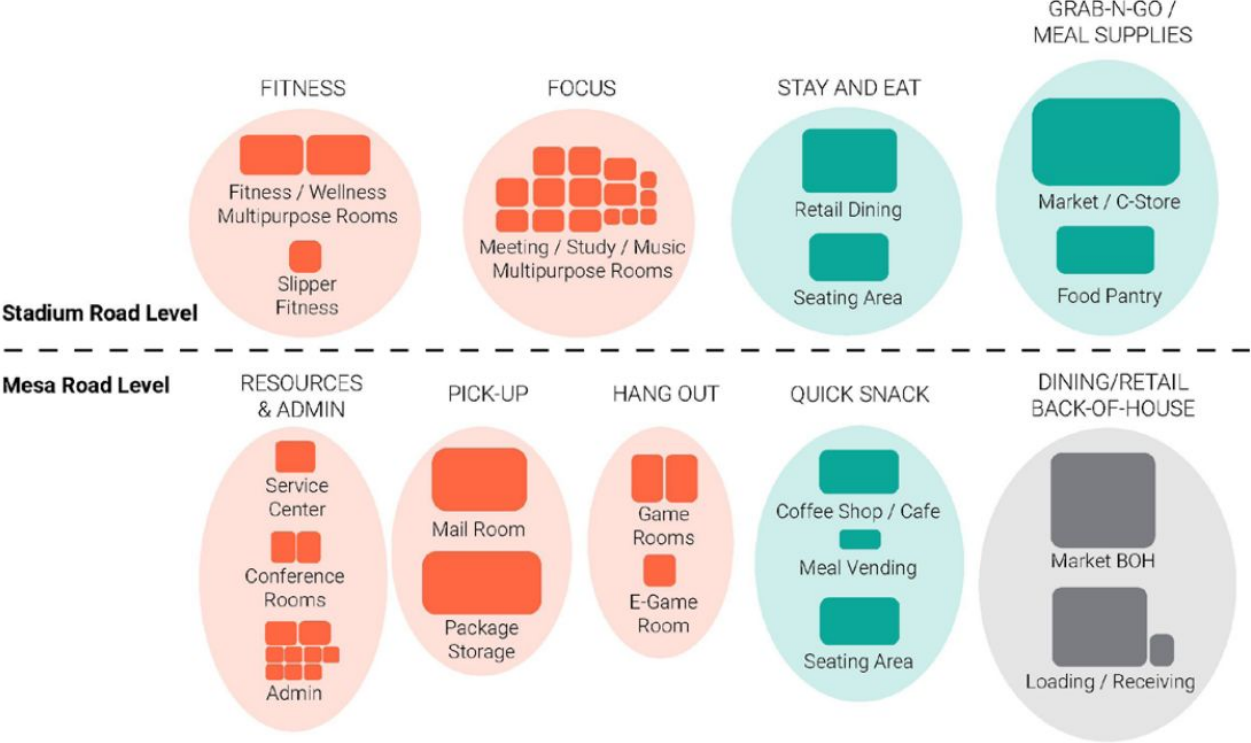 GRAB-N-GO /
MEAL SUPPLIES
FITNESS
FOCUS
STAY AND EAT
Fitness / Wellness
Multipurpose Rooms
Slipper
Fitness
Meeting / Study / Music
Multipurpose Rooms
Retail Dining
Seating Area
Market / C-Store
Food Pantry
Stadium Road Level
Mesa Road Level
RESOURCES
& ADMIN
PICK-UP
HANG OUT
QUICK SNACK
DINING/RETAIL
BACK-OF-HOUSE
Service
Center
Conference
Rooms
Admin
Mail Room
Package
Storage
Game
Rooms
E-Game
Room
Coffee Shop / Cafe
Meal Vending
Seating Area
Market BOH
Loading / Receiving